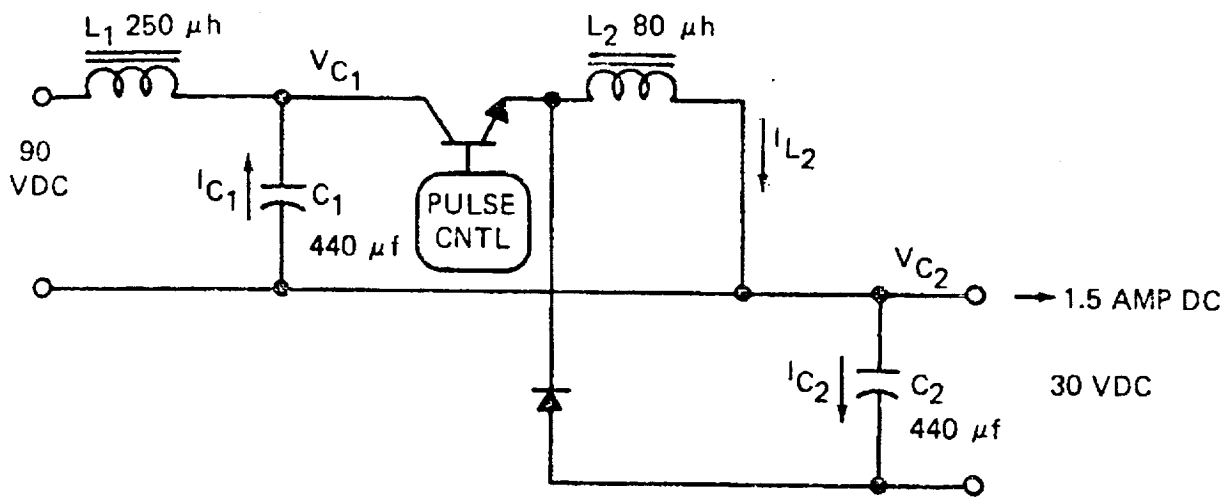 L1 250 μh
L2 80 μh
VC1
90
VDC
IC1
C1
440 μf
PULSE
CNTL
IL2
VC2
1.5 AMP DC
IC2
C2
440 μf
30 VDC